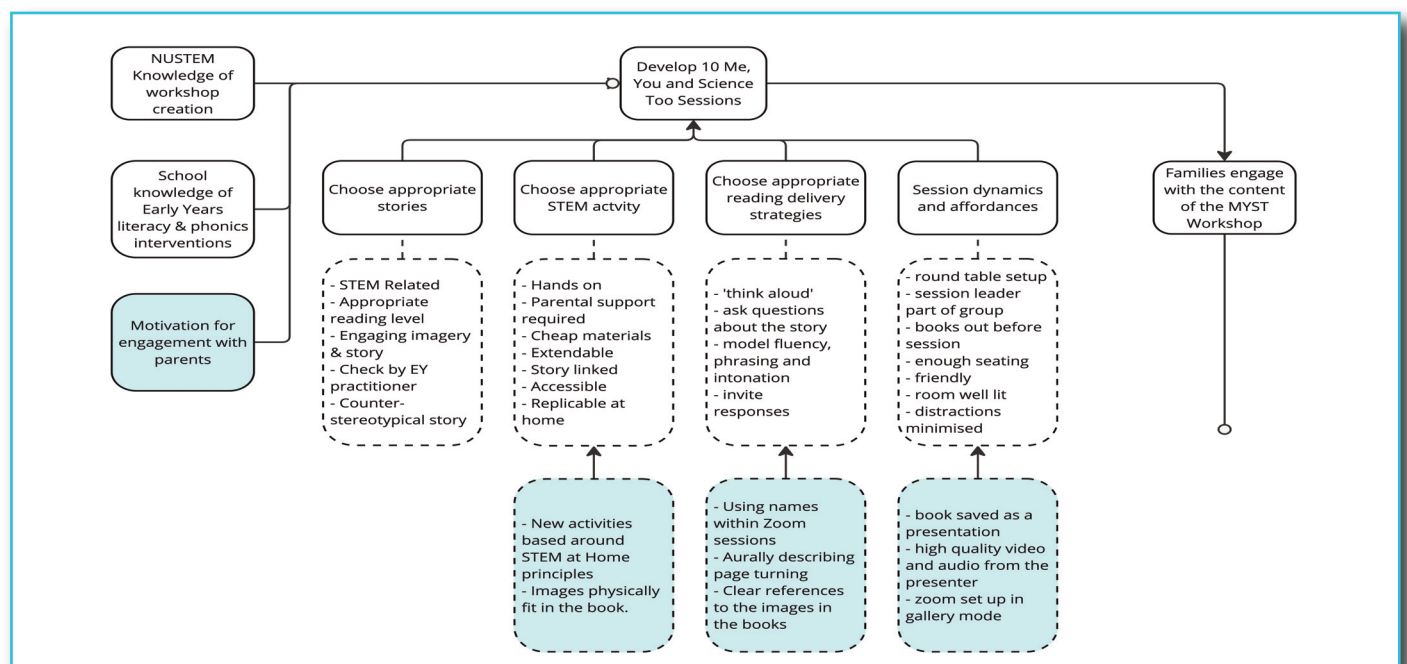 NUSTEM
Knowledge of
workshop
creation
Develop 10 Me,
You and Science
Too Sessions
School
knowledge of
Early Years
literacy & phonics
interventions
Choose appropriate
stories
Choose appropriate
STEM actvity
Choose appropriate
reading delivery
strategies
Session dynamics
and affordances
Families engage
with the content
of the MYST
Workshop
Motivation for
engagement with
parents
- STEM Related
- Appropriate
reading level
- Engaging imagery
& story
- Check by EY
practitioner
- Counter-
stereotypical story
- Hands on
- Parental support
required
- Cheap materials
- Extendable
- Story linked
- Accessible
- Replicable at
home
- 'think aloud'
- ask questions
about the story
- model fluency,
phrasing and
intonation
- invite
responses
- round table setup
- session leader
part of group
- books out before
session
- enough seating
- friendly
- room well lit
- distractions
minimised
- New activities
based around
STEM at Home
principles
- Images physically
fit in the book.
- Using names
within Zoom
sessions
- Aurally describing
page turning
- Clear references
to the images in
the books
- book saved as a
presentation
- high quality video
and audio from the
presenter
- zoom set up in
gallery mode